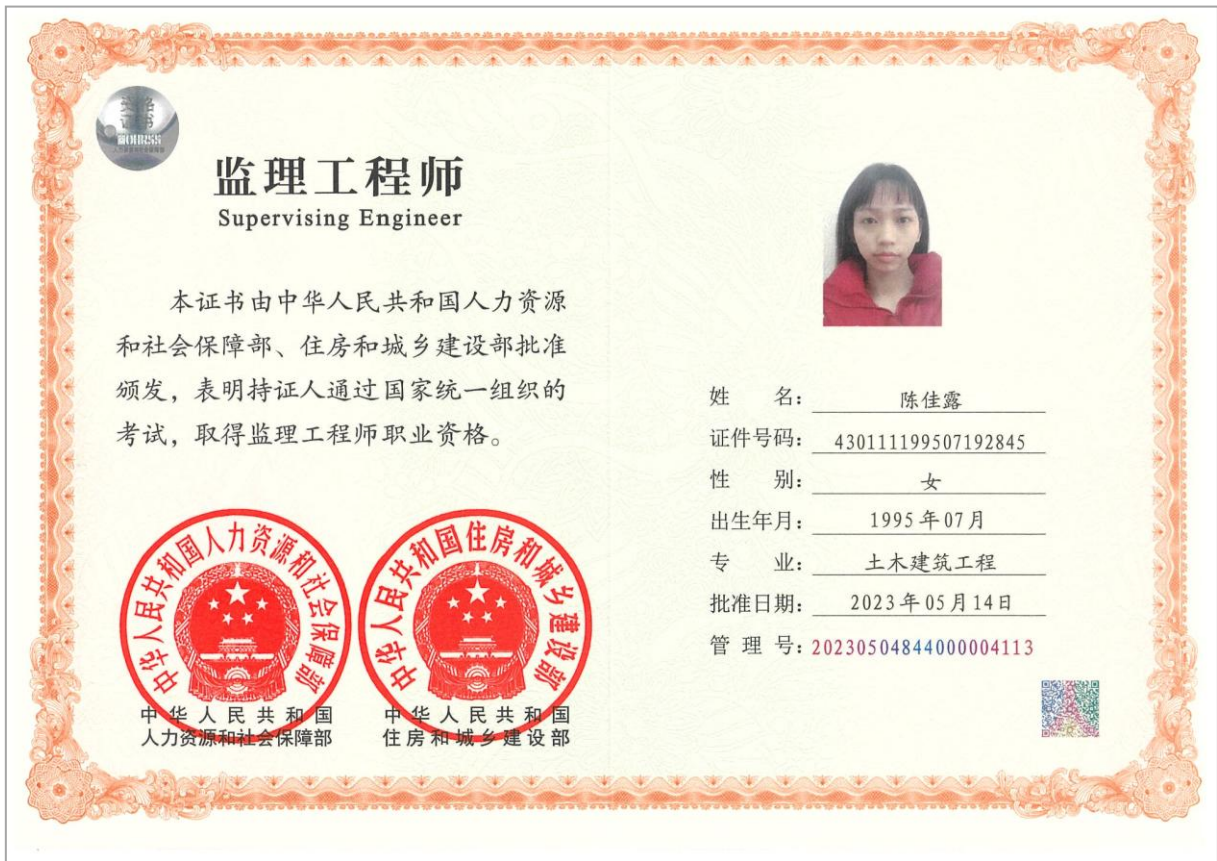 资格
证书
MOHRSS
监理工程师
Supervising Engineer
本证书由中华人民共和国人力资源
和社会保障部、住房和城乡建设部批准
颁发，表明持证人通过国家统一组织的
考试，取得监理工程师职业资格。
中华人民共和国人力资源和社会保障部
中华人民共和国住房和城乡建设部
中华人民共和国
人力资源和社会保障部
中华人民共和国
住房和城乡建设部
姓 名：陈佳露
证件号码：430111199507192845
性 别：女
出生年月：1995年07月
专 业：土木建筑工程
批准日期：2023年05月14日
管 理 号：20230504844000004113